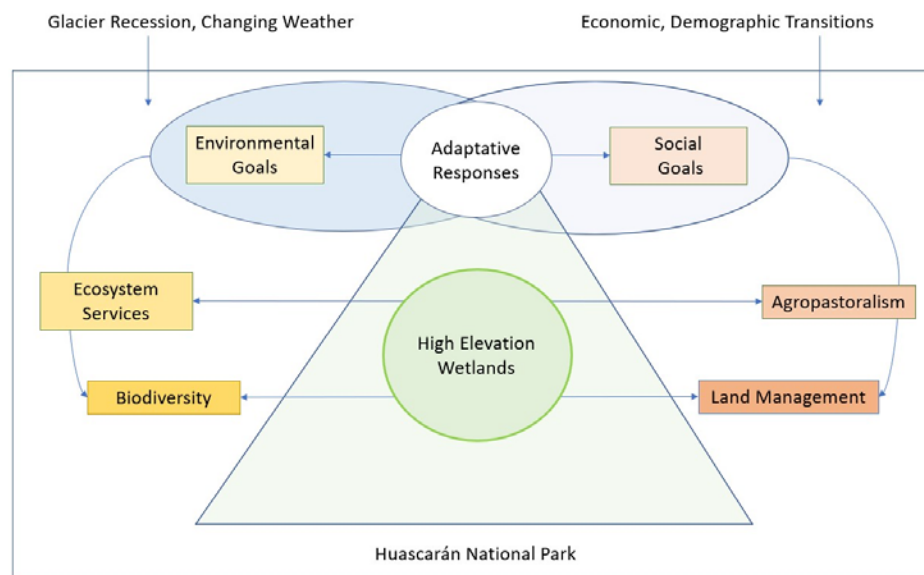 Glacier Recession, Changing Weather
Economic, Demographic Transitions
Environmental
Goals
Adaptative
Responses
Social
Goals
Ecosystem
Services
High Elevation
Wetlands
Agropastoralism
Biodiversity
Land Management
Huascarán National Park